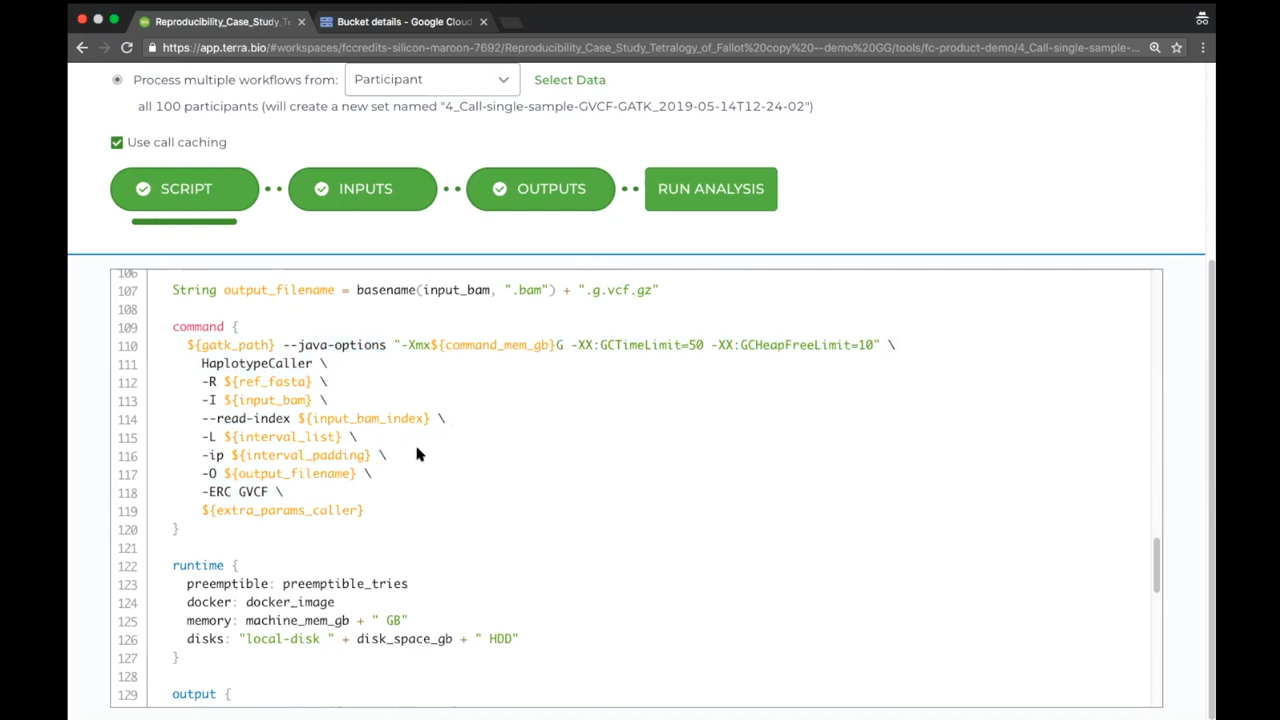 Reproducibility_Case_Study_Te
Bucket details - Google Cloud
https://app.terra.bio/#workspaces/fccredits-silicon-maroon-7692/Reproducibility_Case_Study_Tetralogy_of_Fallot%20copy%20--demo%20GG/tools/fc-product-demo/4_Call-single-sample-...
Process multiple workflows from: Participant Select Data
all 100 participants (will create a new set named "4_Call-single-sample-GVCF-GATK_2019-05-14T12-24-02")
Use call caching
SCRIPT INPUTS OUTPUTS RUN ANALYSIS
106
107 String output_filename = basename(input_bam, ".bam") + ".g.vcf.gz"
108
109 command {
110 ${gatk_path} --java-options "-Xmx${command_mem_gb}G -XX:GCTimeLimit=50 -XX:GCHeapFreeLimit=10" \
111 HaplotypeCaller \
112 -R ${ref_fasta} \
113 -I ${input_bam} \
114 --read-index ${input_bam_index} \
115 -L ${interval_list} \
116 -ip ${interval_padding} \
117 -O ${output_filename} \
118 -ERC GVCF \
119 ${extra_params_caller}
120 }
121
122 runtime {
123 preemptible: preemptible_tries
124 docker: docker_image
125 memory: machine_mem_gb + " GB"
126 disks: "local-disk " + disk_space_gb + " HDD"
127 }
128
129 output {